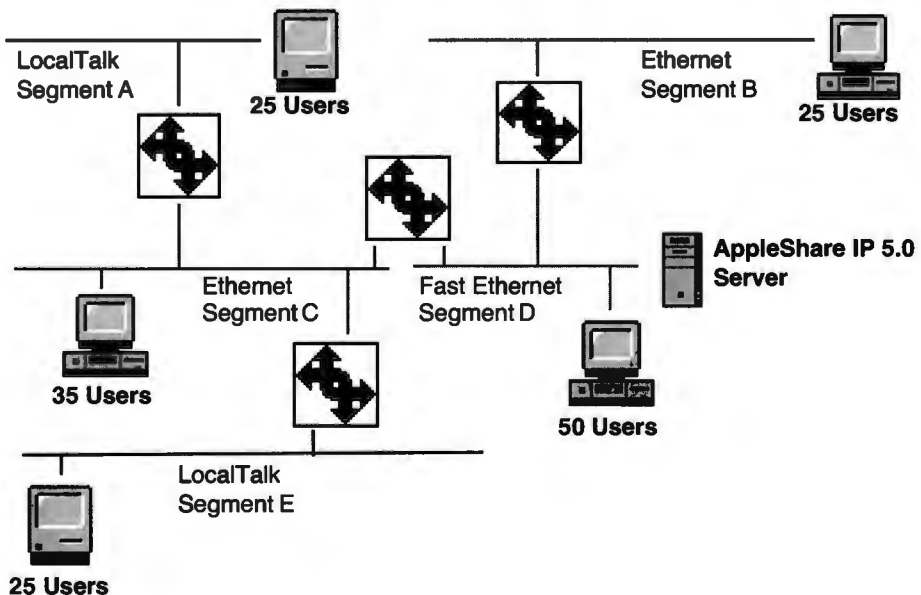 LocalTalk
Segment A
25 Users
Ethernet
Segment B
25 Users
AppleShare IP 5.0
Server
Ethernet
Segment C
Fast Ethernet
Segment D
35 Users
50 Users
LocalTalk
Segment E
25 Users